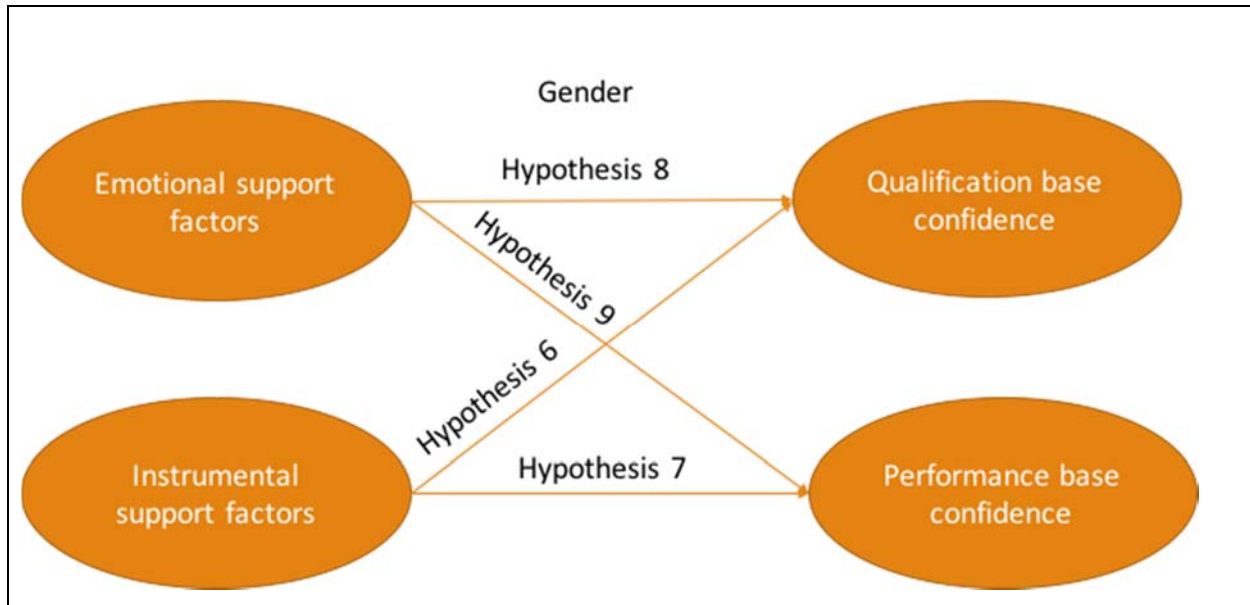 Gender
Emotional support
factors
Hypothesis 8
Qualification base
confidence
Hypothesis 9
Hypothesis 6
Instrumental
support factors
Hypothesis 7
Performance base
confidence